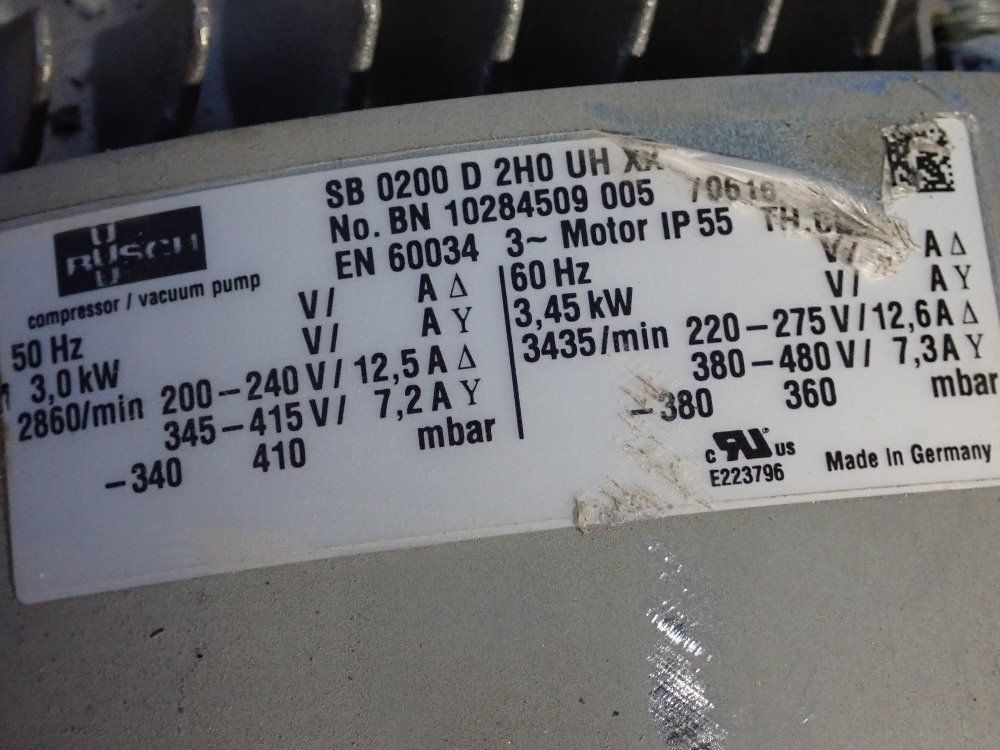 SB 0200 D 2H0 UH
No. BN 10284509 005 /0616
EN 60034 3~ Motor IP 55
BUSCH
compressor / vacuum pump
V/ A Δ
V/ A Y
50 Hz
3,0 kW 200–240 V/ 12,5 A Δ
2860/min 345–415 V/ 7,2 A Y
–340 410 mbar
60 Hz V/ A Δ
3,45 kW V/ A Y
3435/min 220–275 V/ 12,6 A Δ
380–480 V/ 7,3 A Y
–380 360 mbar
c RU us
E223796
Made In Germany